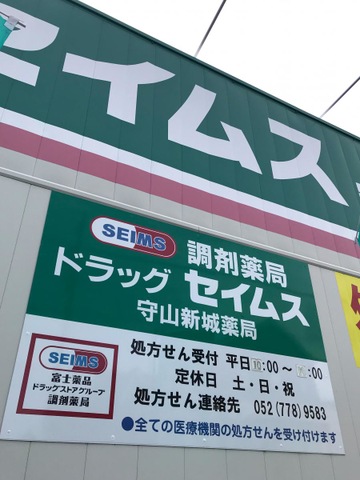 セイムス
SEIMS
調剤薬局
ドラッグ セイムス
守山新城薬局
SEIMS
富士薬品
ドラッグストアグループ
調剤薬局
処方せん受付 平日10:00~ :00
定休日 土・日・祝
処方せん連絡先 052(778)9583
●全ての医療機関の処方せんを受け付けます